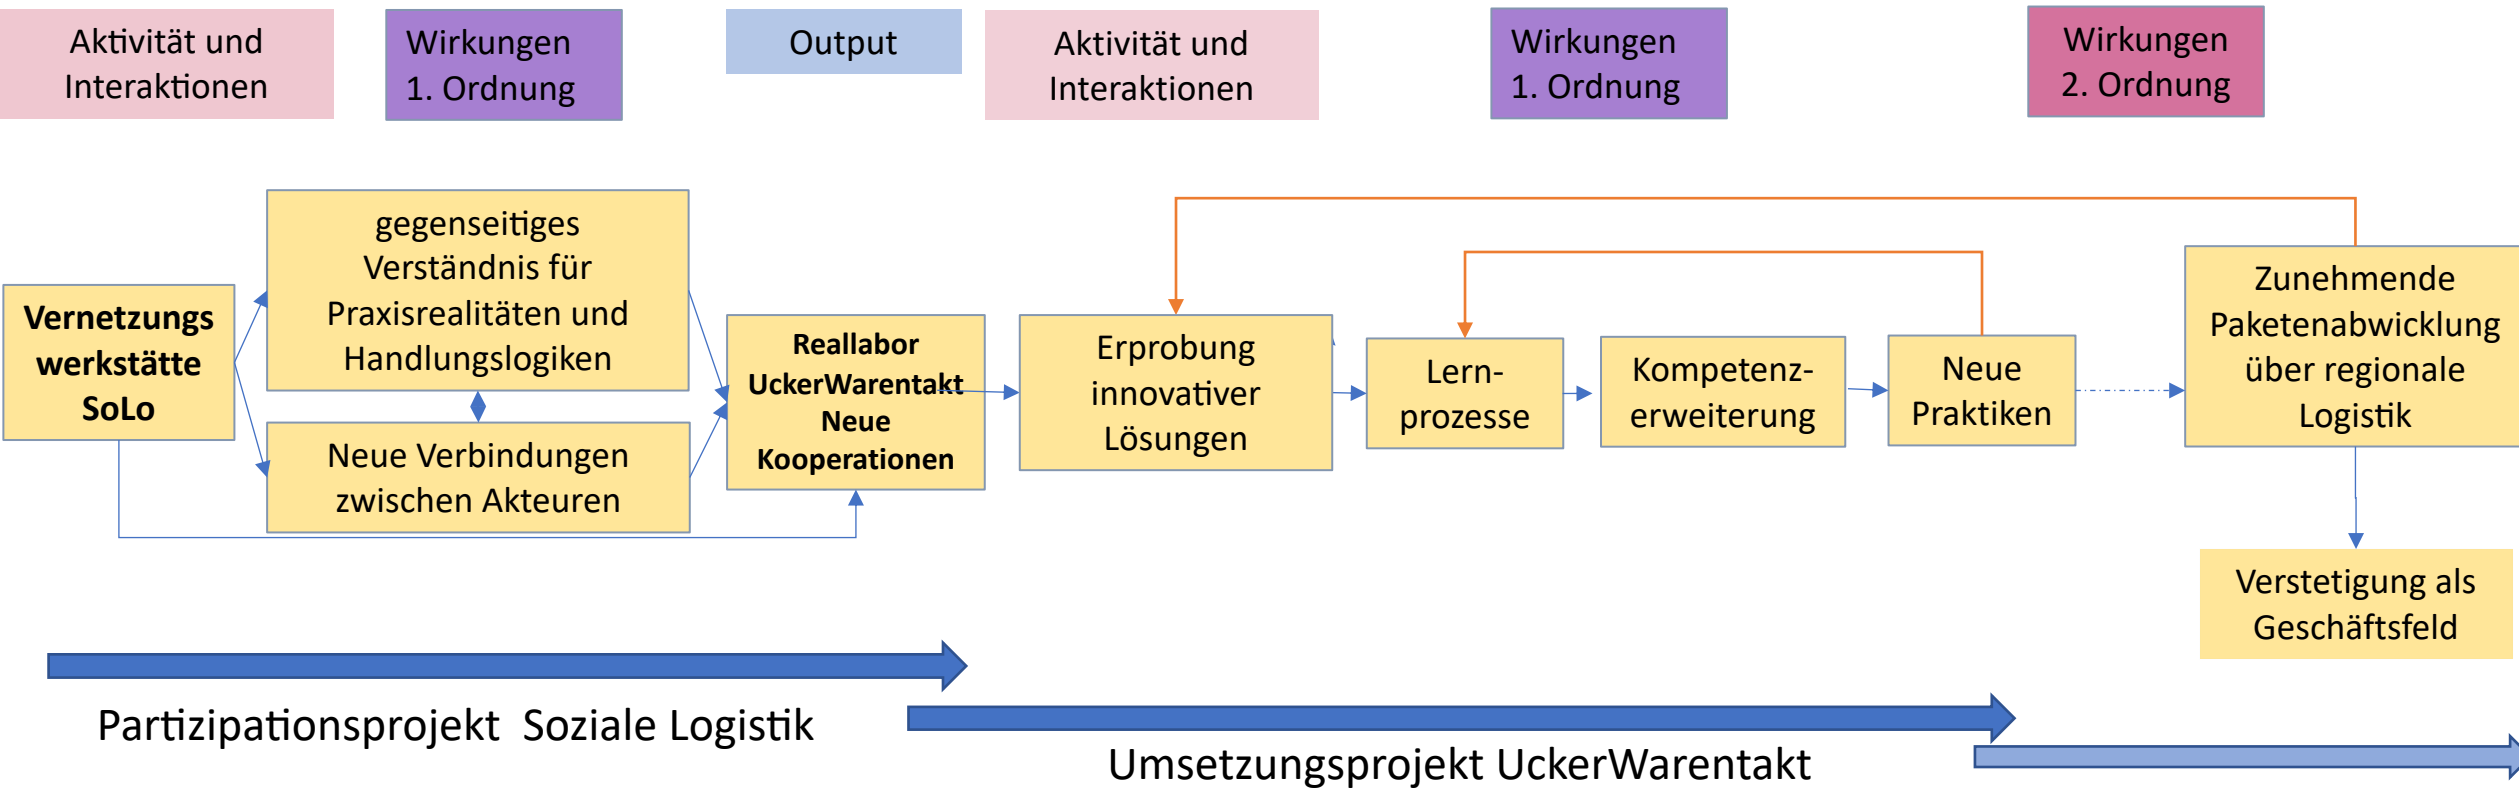 Aktivität und
Interaktionen
Wirkungen
1. Ordnung
Output
Aktivität und
Interaktionen
Wirkungen
1. Ordnung
Wirkungen
2. Ordnung
Vernetzungs
werkstätte
SoLo
gegenseitiges
Verständnis für
Praxisrealitäten und
Handlungslogiken
Neue Verbindungen
zwischen Akteuren
Reallabor
UckerWarentakt
Neue
Kooperationen
Erprobung
innovativer
Lösungen
Lern-
prozesse
Kompetenz-
erweiterung
Neue
Praktiken
Zunehmende
Paketenabwicklung
über regionale
Logistik
Verstetigung als
Geschäftsfeld
Partizipationsprojekt Soziale Logistik
Umsetzungsprojekt UckerWarentakt